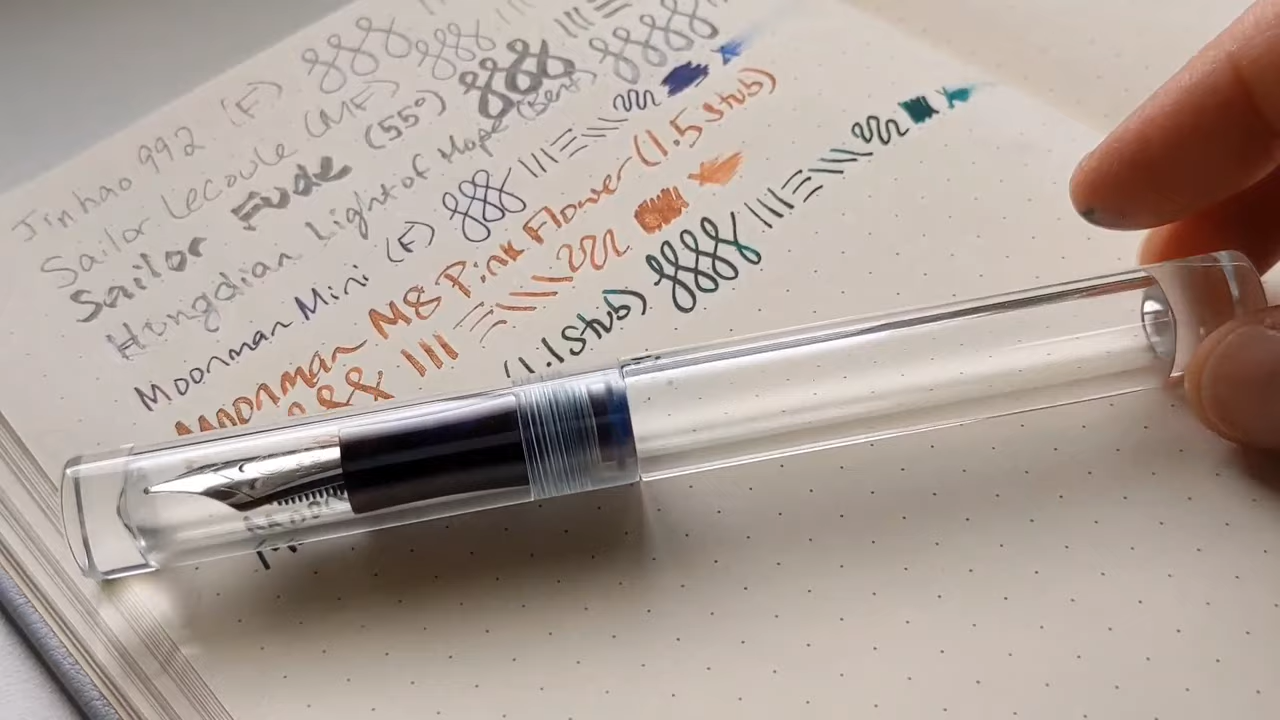 Jinhao 992 (F)
Sailor Lecoule (MF)
Sailor Fude (55°)
Hongdian Light of Hope (Bent)
Moonman Mini (F)
Moonman M8 Pink Flower (1.5 Stub)
(1.1 Stub)